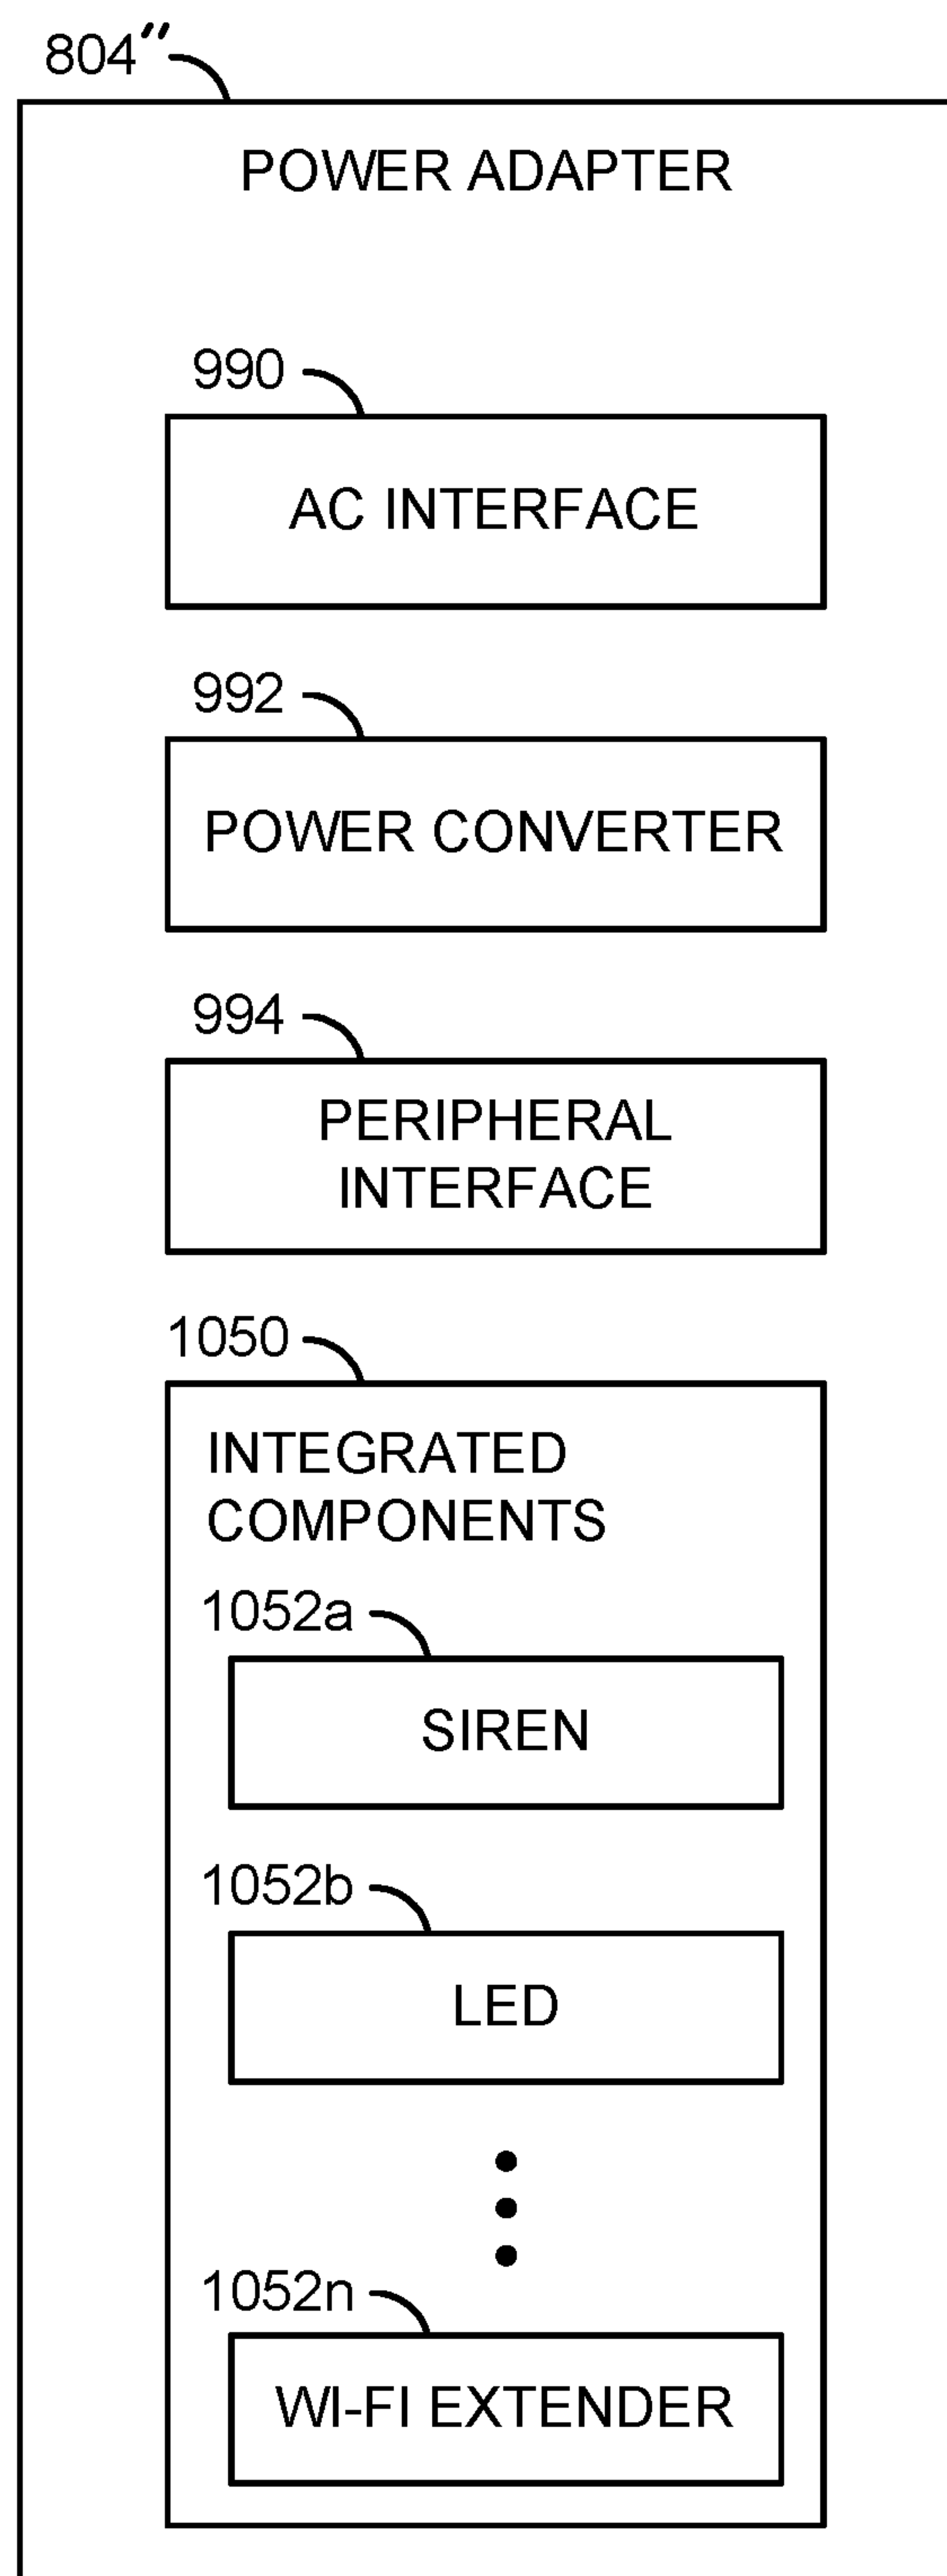 804″
POWER ADAPTER
990
AC INTERFACE
992
POWER CONVERTER
994
PERIPHERAL
INTERFACE
1050
INTEGRATED
COMPONENTS
1052a
SIREN
1052b
LED
1052n
WI-FI EXTENDER